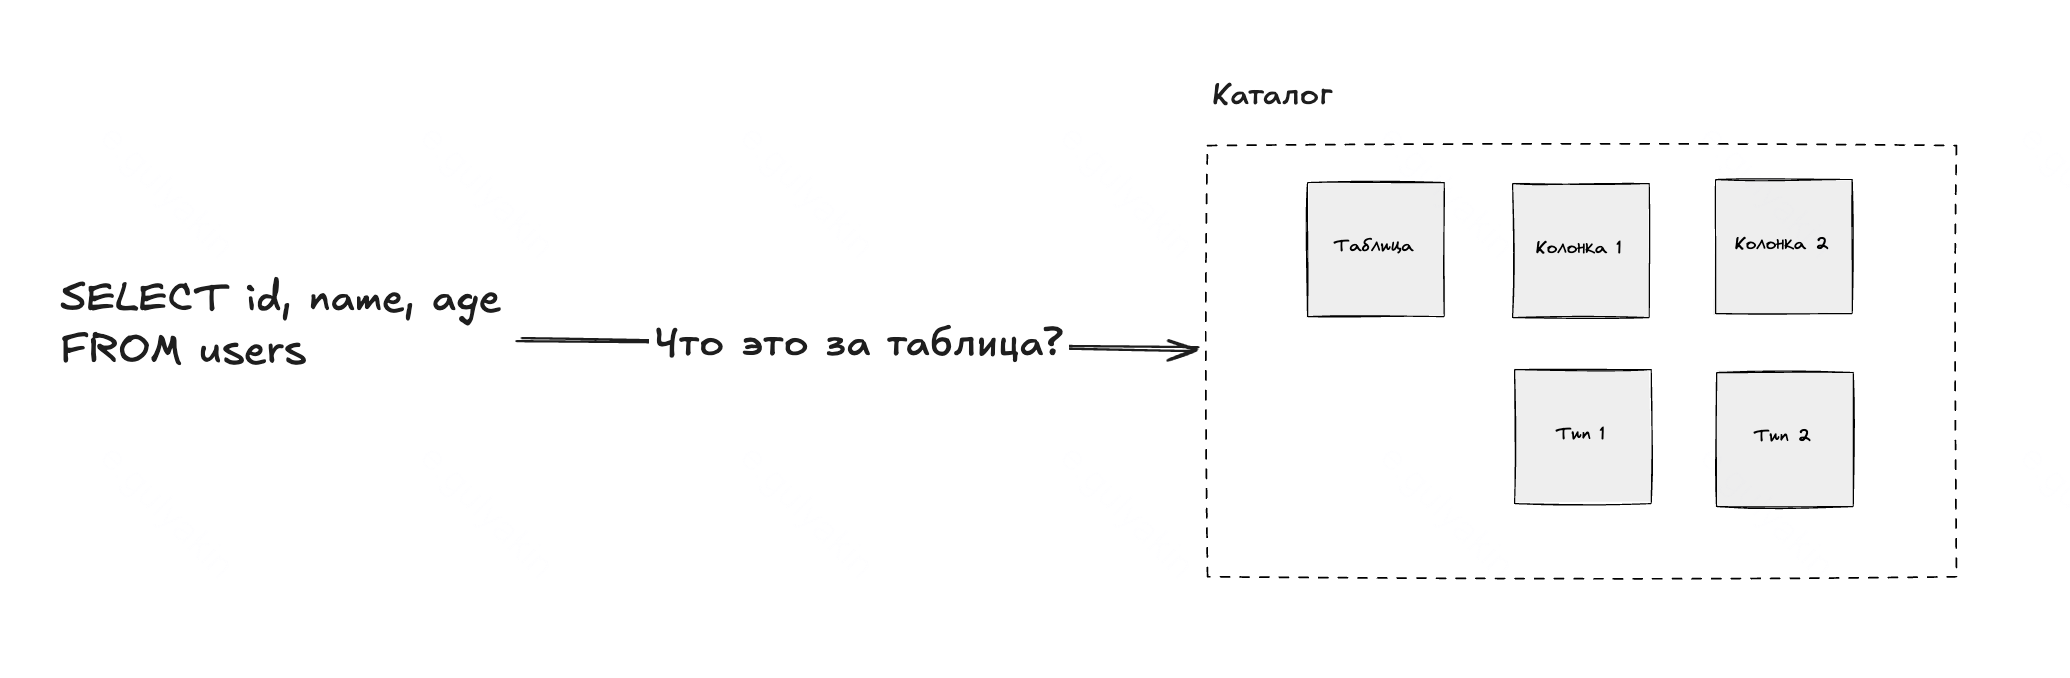 Каталог
Таблица
Колонка 1
Колонка 2
SELECT id, name, age
FROM users
Что это за таблица?
Тип 1
Тип 2